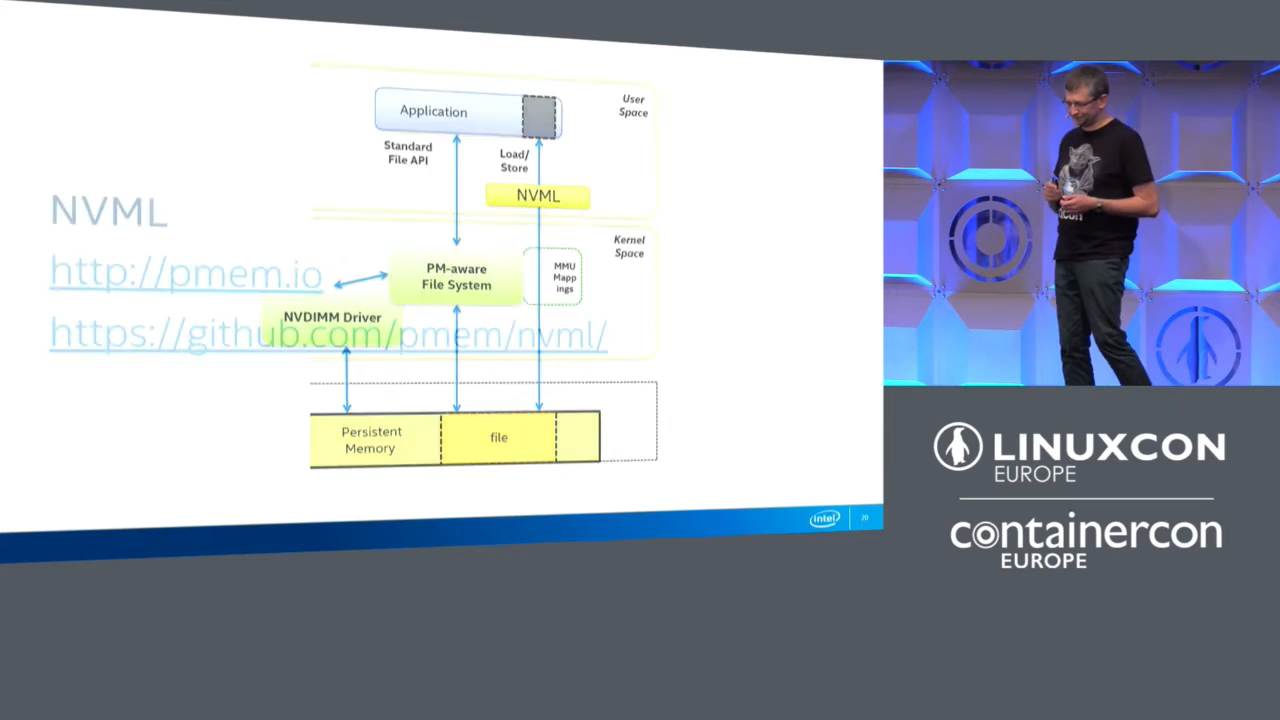 Application
User
Space
Standard
File API
Load/
Store
NVML
NVML
http://pmem.io
https://github.com/pmem/nvml/
Kernel
Space
PM-aware
File System
MMU
Mapp
ings
NVDIMM Driver
Persistent
Memory
file
intel
20
LINUXCON
EUROPE
containercon
EUROPE